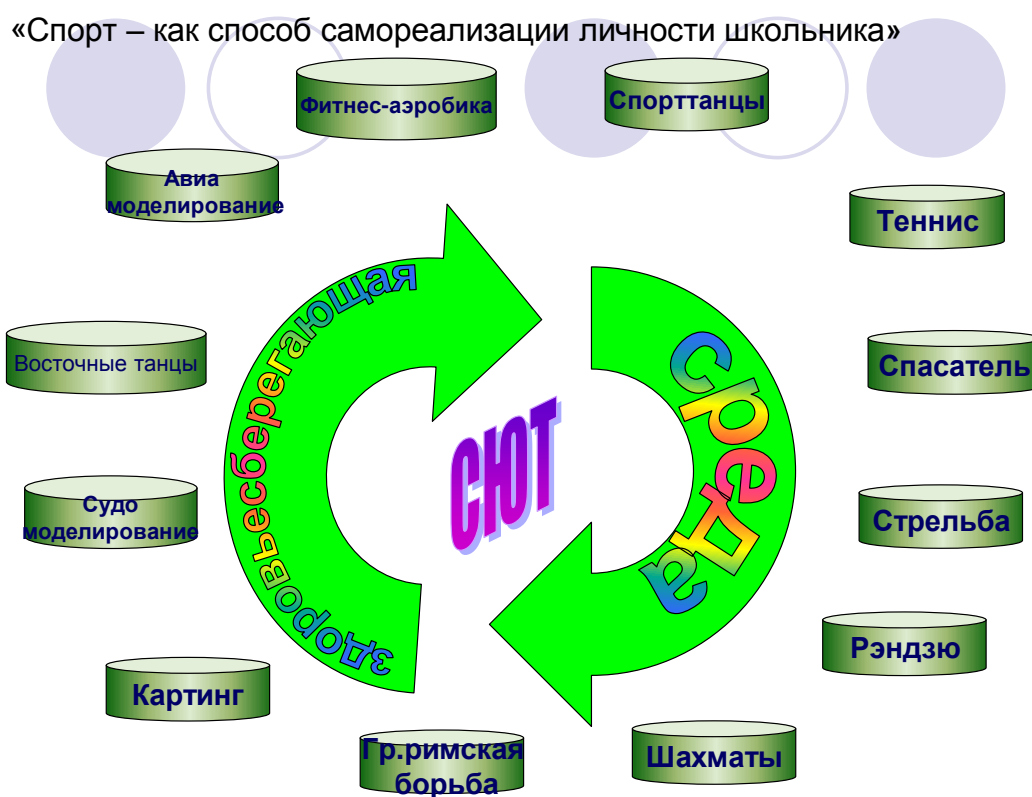 «Спорт – как способ самореализации личности школьника»
Фитнес-аэробика
Спорттанцы
Авиа
моделирование
Теннис
здоровьесберегающая
среда
Восточные танцы
Спасатель
СЮТ
Судо
моделирование
Стрельба
Рэндзю
Картинг
Гр.римская
борьба
Шахматы